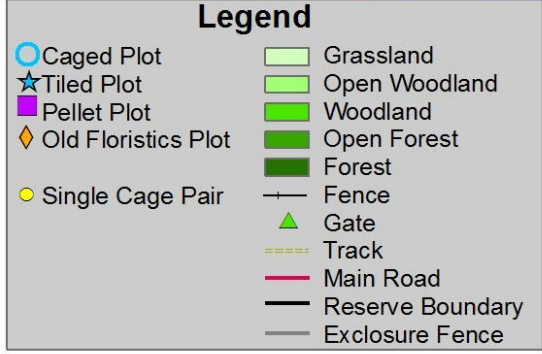 Legend
Caged Plot
Tiled Plot
Pellet Plot
Old Floristics Plot
Single Cage Pair
Grassland
Open Woodland
Woodland
Open Forest
Forest
Fence
Gate
Track
Main Road
Reserve Boundary
Exclosure Fence